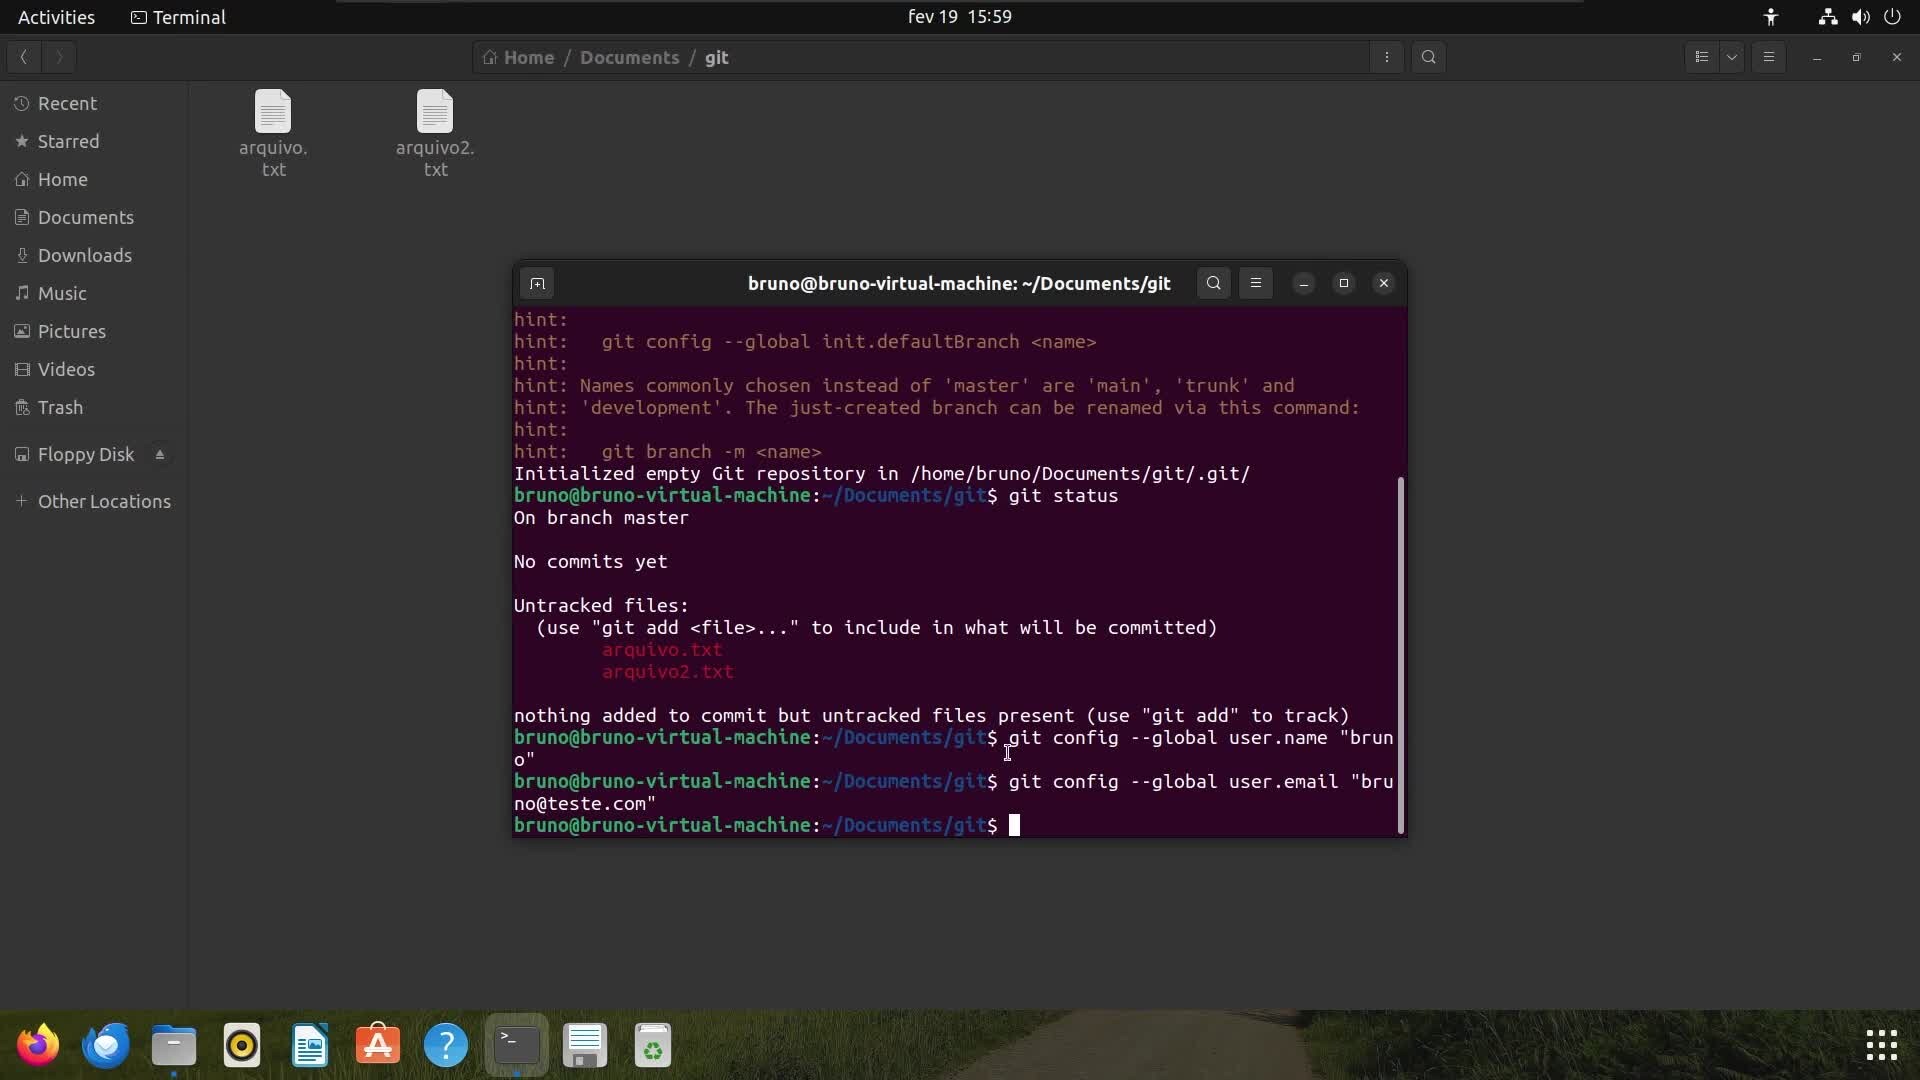 Activities
Terminal
fev 19 15:59
Home / Documents / git
Recent
Starred
Home
Documents
Downloads
Music
Pictures
Videos
Trash
Floppy Disk
Other Locations
arquivo.
txt
arquivo2.
txt
bruno@bruno-virtual-machine: ~/Documents/git
hint:
hint:   git config --global init.defaultBranch <name>
hint:
hint: Names commonly chosen instead of 'master' are 'main', 'trunk' and
hint: 'development'. The just-created branch can be renamed via this command:
hint:
hint:   git branch -m <name>
Initialized empty Git repository in /home/bruno/Documents/git/.git/
bruno@bruno-virtual-machine:~/Documents/git$ git status
On branch master
No commits yet
Untracked files:
  (use "git add <file>..." to include in what will be committed)
        arquivo.txt
        arquivo2.txt
nothing added to commit but untracked files present (use "git add" to track)
bruno@bruno-virtual-machine:~/Documents/git$ git config --global user.name "brun
o"
bruno@bruno-virtual-machine:~/Documents/git$ git config --global user.email "bru
no@teste.com"
bruno@bruno-virtual-machine:~/Documents/git$